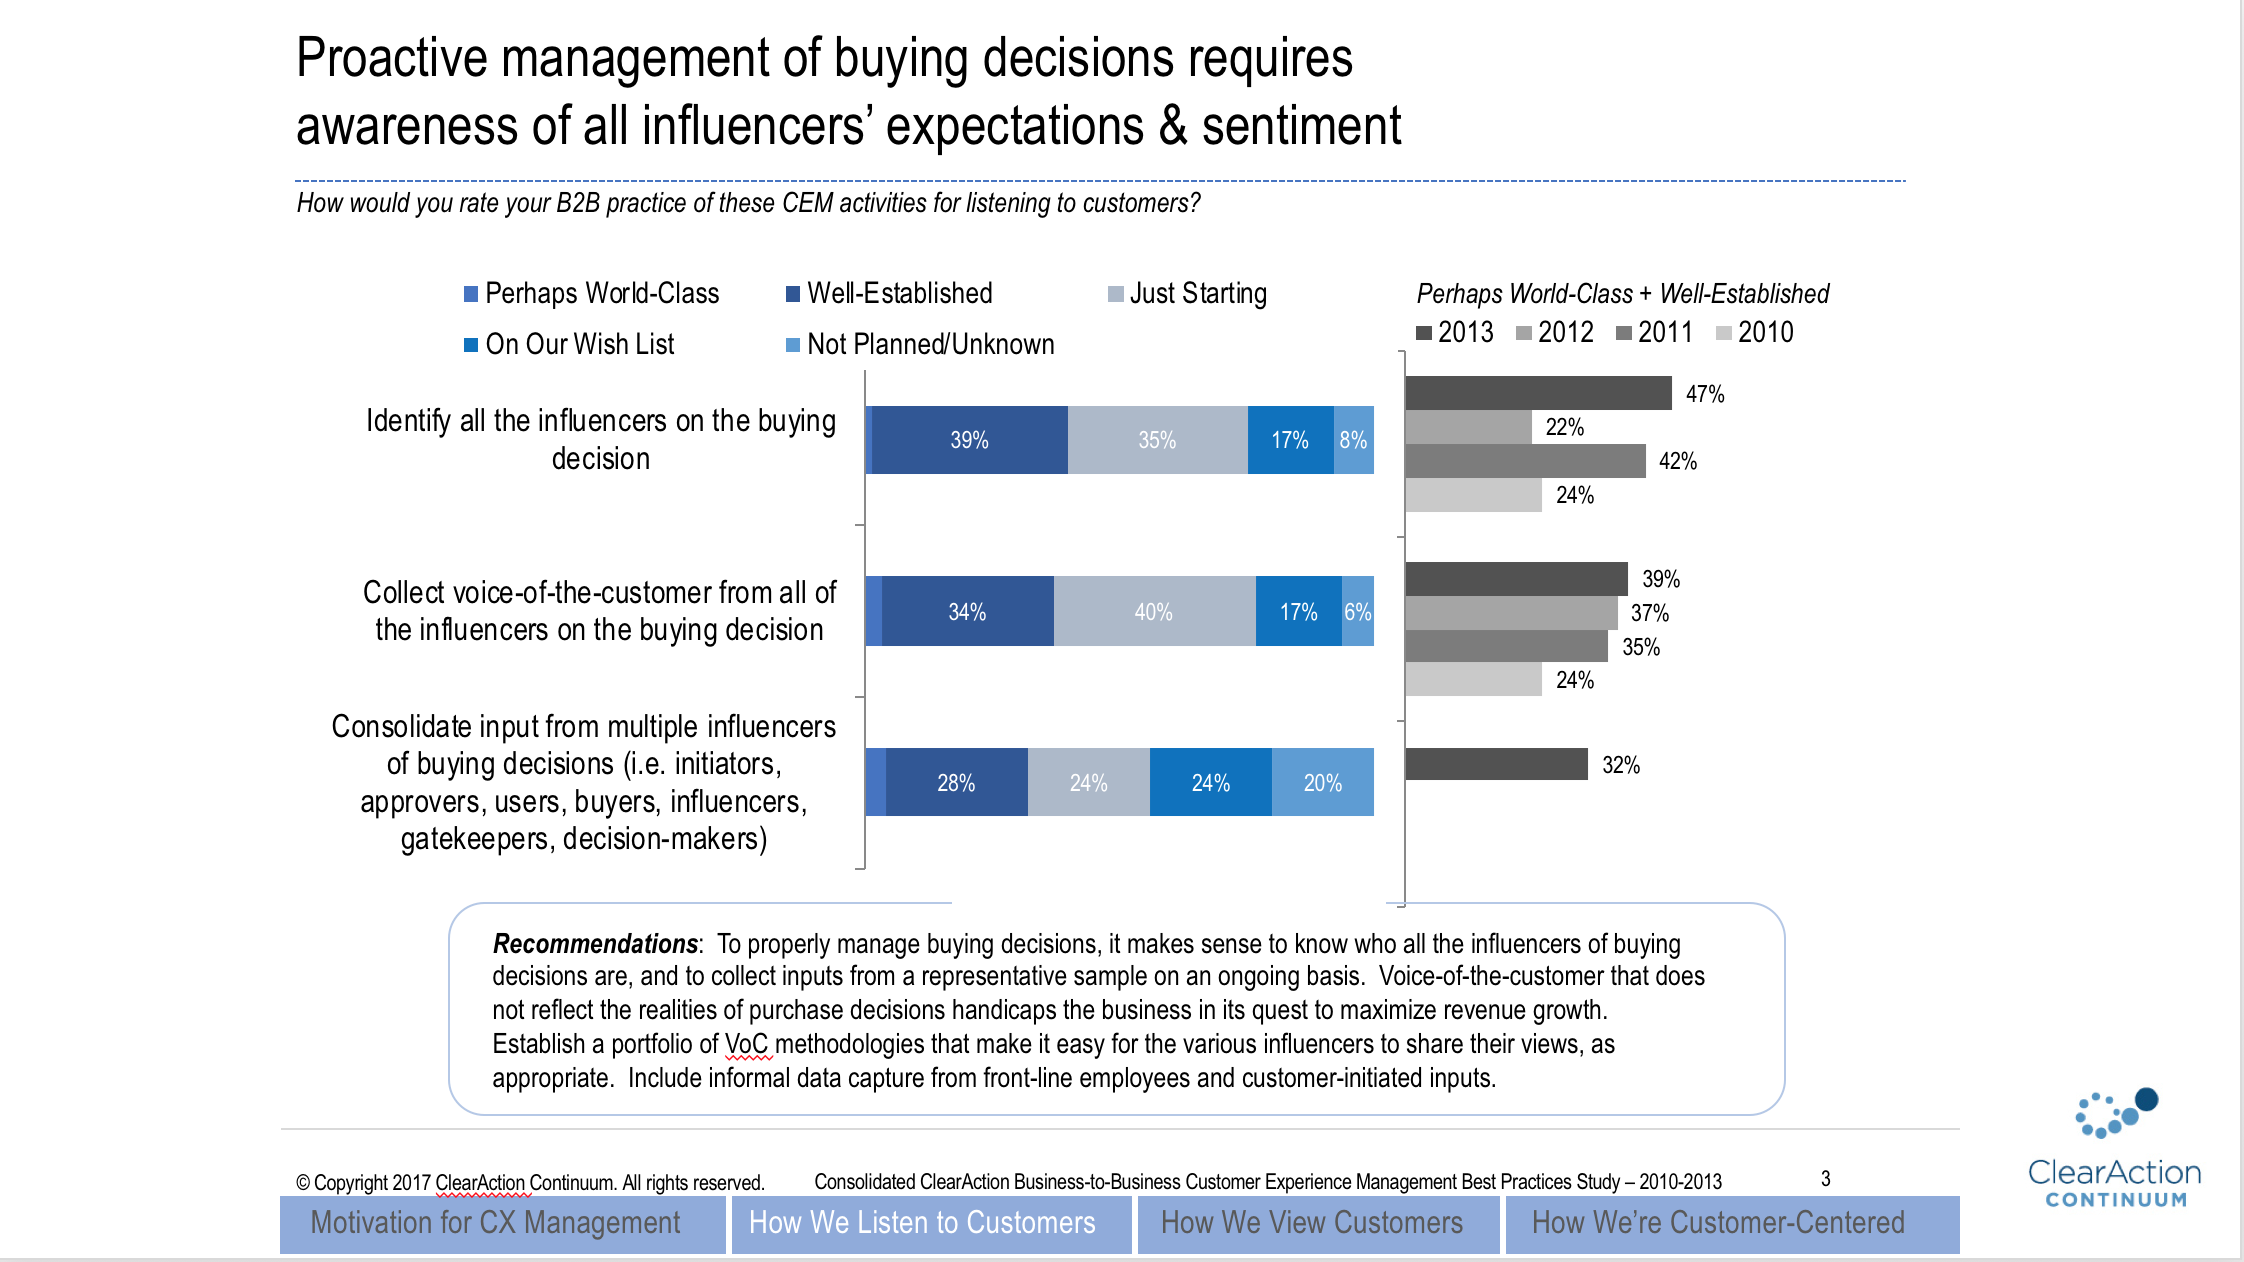 Proactive management of buying decisions requires
awareness of all influencers’ expectations & sentiment
How would you rate your B2B practice of these CEM activities for listening to customers?
Perhaps World-Class
Well-Established
Just Starting
On Our Wish List
Not Planned/Unknown
Perhaps World-Class + Well-Established
2013 2012 2011 2010
Identify all the influencers on the buying
decision
39% 35% 17% 8%
47%
22%
42%
24%
Collect voice-of-the-customer from all of
the influencers on the buying decision
34% 40% 17% 6%
39%
37%
35%
24%
Consolidate input from multiple influencers
of buying decisions (i.e. initiators,
approvers, users, buyers, influencers,
gatekeepers, decision-makers)
28% 24% 24% 20%
32%
Recommendations:  To properly manage buying decisions, it makes sense to know who all the influencers of buying
decisions are, and to collect inputs from a representative sample on an ongoing basis.  Voice-of-the-customer that does
not reflect the realities of purchase decisions handicaps the business in its quest to maximize revenue growth.
Establish a portfolio of VoC methodologies that make it easy for the various influencers to share their views, as
appropriate.  Include informal data capture from front-line employees and customer-initiated inputs.
© Copyright 2017 ClearAction Continuum. All rights reserved.
Consolidated ClearAction Business-to-Business Customer Experience Management Best Practices Study – 2010-2013
3
ClearAction
CONTINUUM
Motivation for CX Management
How We Listen to Customers
How We View Customers
How We’re Customer-Centered